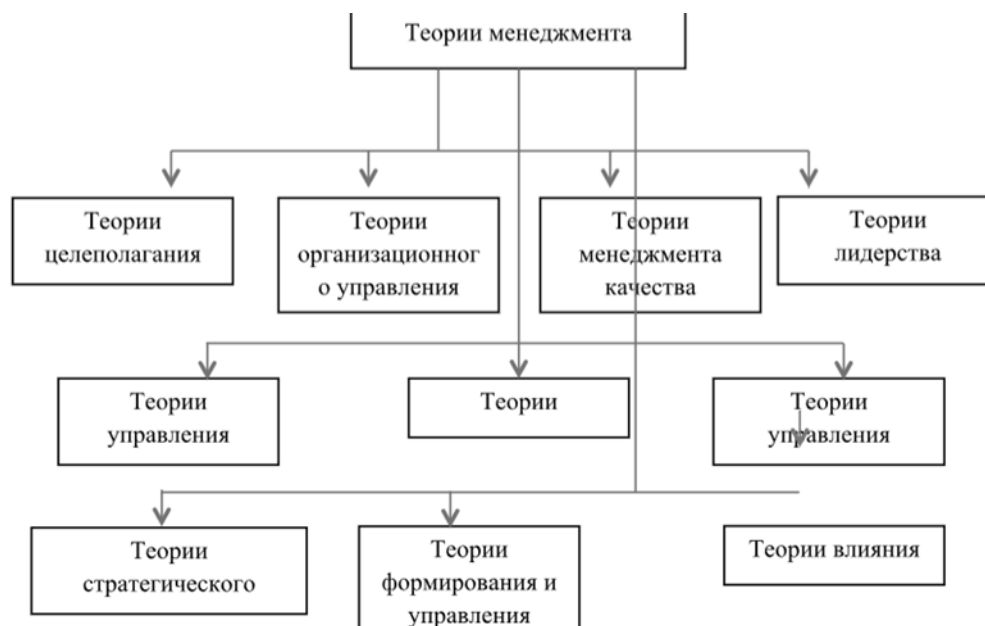 Теории менеджмента
Теории
целеполагания
Теории
организационног
о управления
Теории
менеджмента
качества
Теории
лидерства
Теории
управления
Теории
Теории
управления
Теории
стратегического
Теории
формирования и
управления
Теории влияния